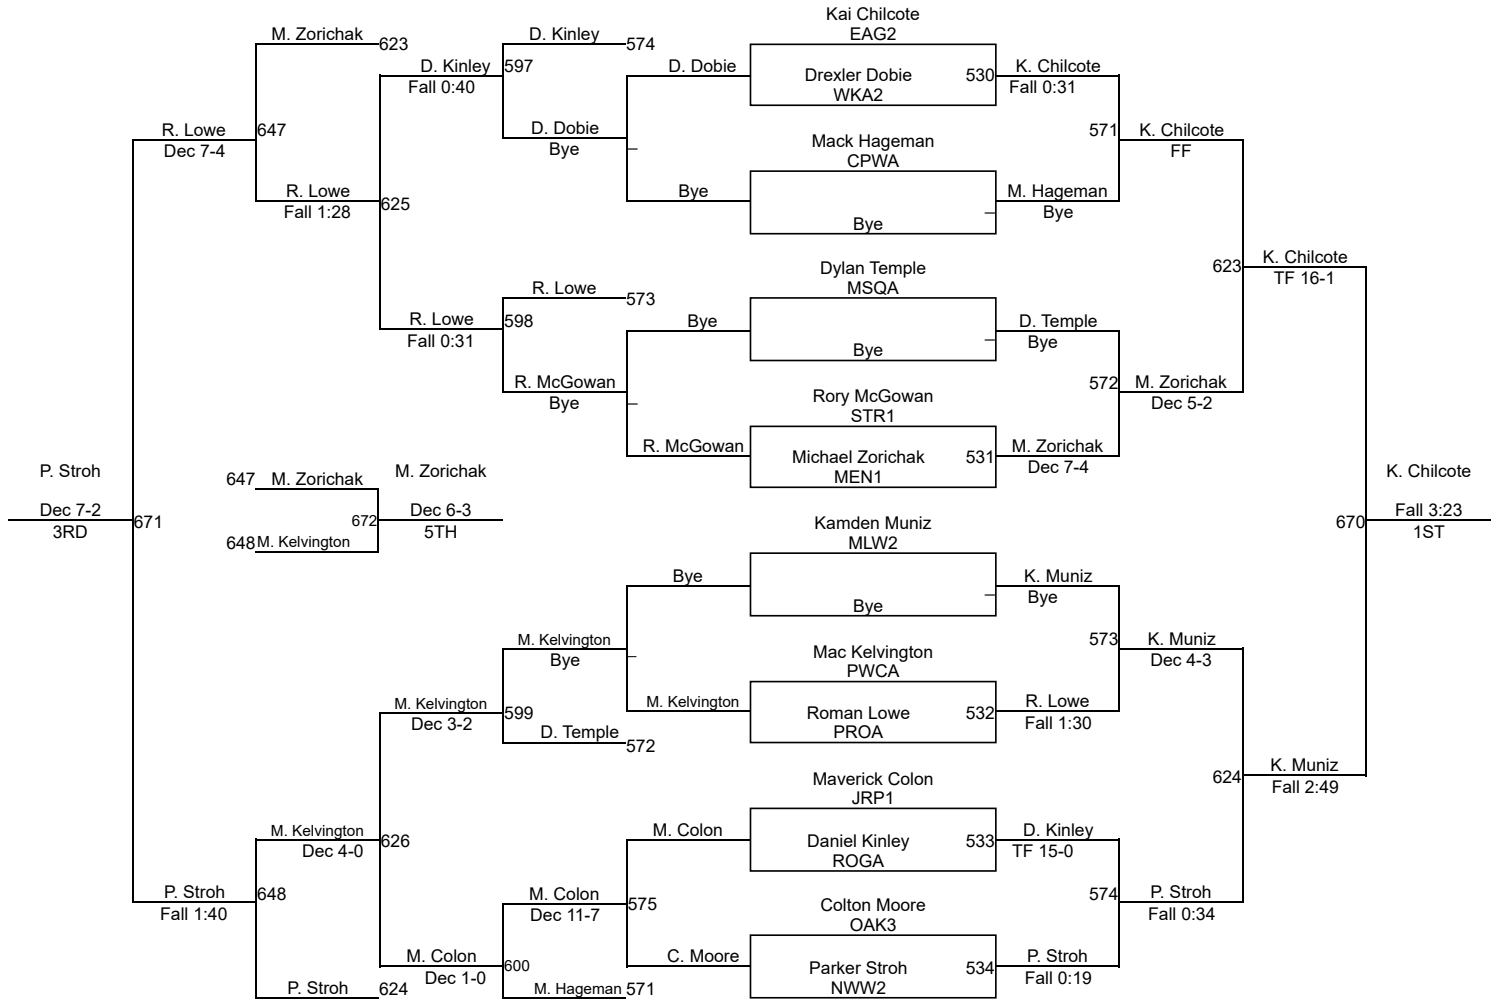 Kai Chilcote
EAG2
M. Zorichak
623
D. Kinley
574
D. Kinley
597
Fall 0:40
D. Dobie
Drexler Dobie
WKA2
530
K. Chilcote
Fall 0:31
R. Lowe
Dec 7-4
647
D. Dobie
Bye
Mack Hageman
CPWA
571
K. Chilcote
FF
R. Lowe
Fall 1:28
625
Bye
Bye
M. Hageman
Bye
Dylan Temple
MSQA
623
K. Chilcote
TF 16-1
R. Lowe
573
R. Lowe
Fall 0:31
598
Bye
Bye
D. Temple
Bye
R. McGowan
Bye
Rory McGowan
STR1
572
M. Zorichak
Dec 5-2
R. McGowan
Michael Zorichak
MEN1
531
M. Zorichak
Dec 7-4
P. Stroh
Dec 7-2
3RD
671
647
M. Zorichak
648
M. Kelvington
672
M. Zorichak
Dec 6-3
5TH
K. Chilcote
670
Fall 3:23
1ST
Kamden Muniz
MLW2
Bye
Bye
K. Muniz
Bye
M. Kelvington
Bye
Mac Kelvington
PWCA
573
K. Muniz
Dec 4-3
M. Kelvington
Dec 3-2
599
M. Kelvington
Roman Lowe
PROA
532
R. Lowe
Fall 1:30
D. Temple
572
Maverick Colon
JRP1
624
K. Muniz
Fall 2:49
M. Kelvington
Dec 4-0
626
M. Colon
Daniel Kinley
ROGA
533
D. Kinley
TF 15-0
P. Stroh
Fall 1:40
648
M. Colon
Dec 11-7
575
Colton Moore
OAK3
574
P. Stroh
Fall 0:34
M. Colon
Dec 1-0
600
C. Moore
Parker Stroh
NWW2
534
P. Stroh
Fall 0:19
P. Stroh
624
M. Hageman
571